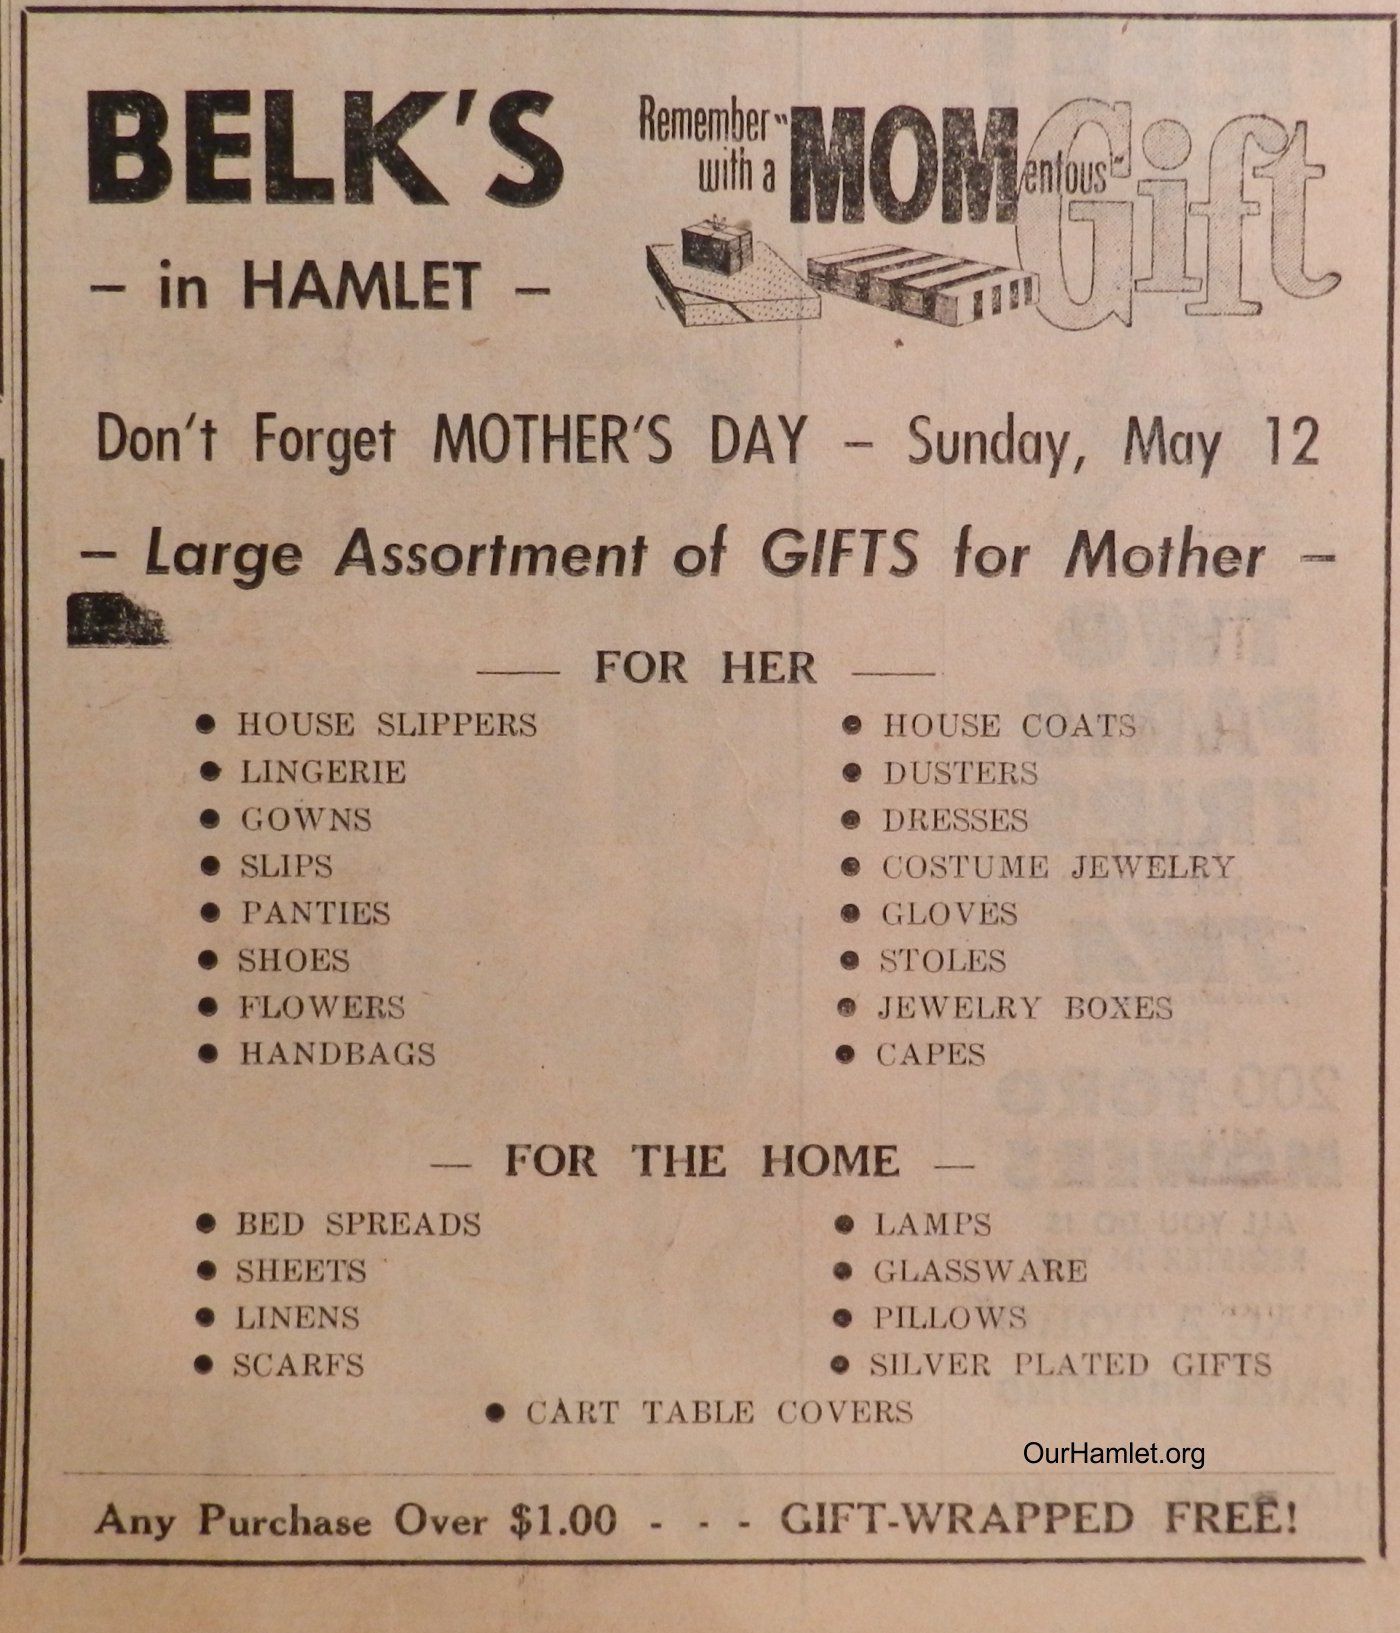 BELK'S
– in HAMLET –
Remember "MOMentous" Gift
with a
Don't Forget MOTHER'S DAY – Sunday, May 12
– Large Assortment of GIFTS for Mother –
— FOR HER —
• HOUSE SLIPPERS
• LINGERIE
• GOWNS
• SLIPS
• PANTIES
• SHOES
• FLOWERS
• HANDBAGS
• HOUSE COATS
• DUSTERS
• DRESSES
• COSTUME JEWELRY
• GLOVES
• STOLES
• JEWELRY BOXES
• CAPES
— FOR THE HOME —
• BED SPREADS
• SHEETS
• LINENS
• SCARFS
• LAMPS
• GLASSWARE
• PILLOWS
• SILVER PLATED GIFTS
• CART TABLE COVERS
OurHamlet.org
Any Purchase Over $1.00 - - - GIFT-WRAPPED FREE!